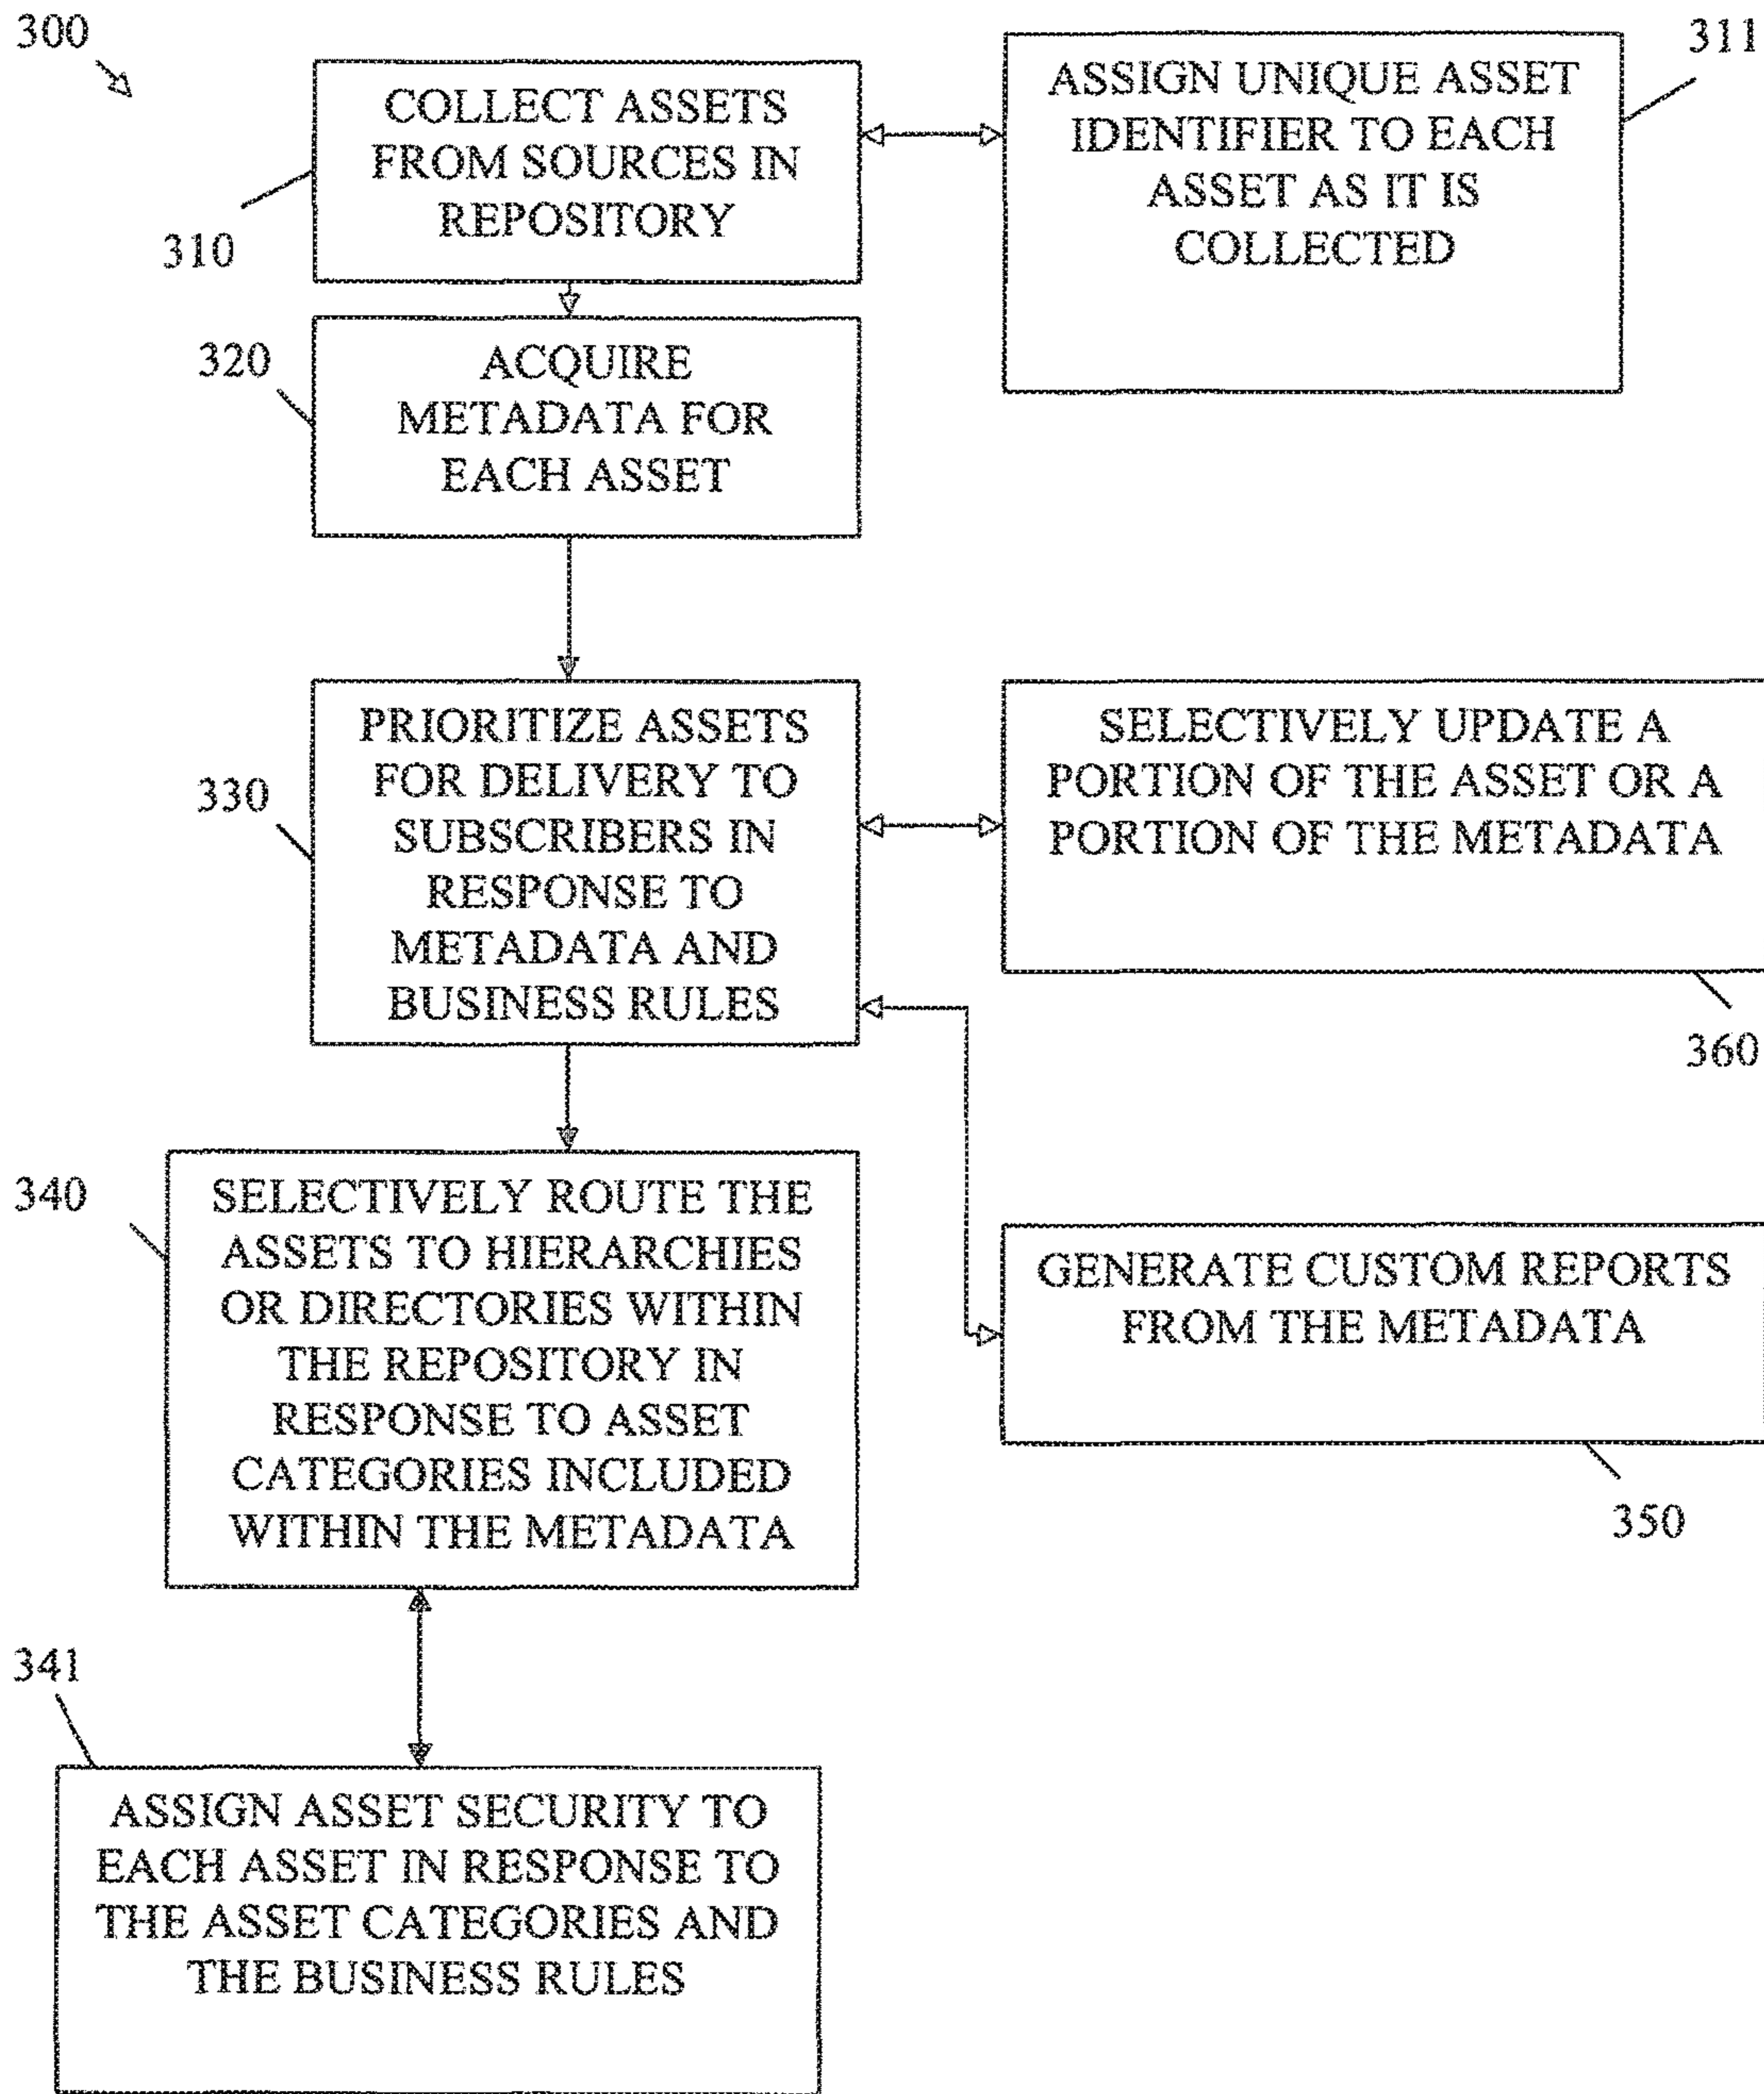 300
COLLECT ASSETS
FROM SOURCES IN
REPOSITORY
310
ASSIGN UNIQUE ASSET
IDENTIFIER TO EACH
ASSET AS IT IS
COLLECTED
311
320
ACQUIRE
METADATA FOR
EACH ASSET
330
PRIORITIZE ASSETS
FOR DELIVERY TO
SUBSCRIBERS IN
RESPONSE TO
METADATA AND
BUSINESS RULES
SELECTIVELY UPDATE A
PORTION OF THE ASSET OR A
PORTION OF THE METADATA
360
340
SELECTIVELY ROUTE THE
ASSETS TO HIERARCHIES
OR DIRECTORIES WITHIN
THE REPOSITORY IN
RESPONSE TO ASSET
CATEGORIES INCLUDED
WITHIN THE METADATA
GENERATE CUSTOM REPORTS
FROM THE METADATA
350
341
ASSIGN ASSET SECURITY TO
EACH ASSET IN RESPONSE TO
THE ASSET CATEGORIES AND
THE BUSINESS RULES